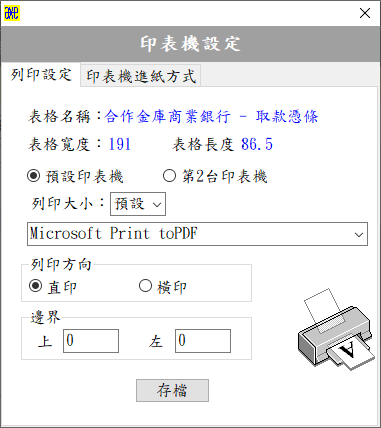 印表機設定
列印設定 印表機進紙方式
表格名稱：合作金庫商業銀行 - 取款憑條
表格寬度：191 表格長度 86.5
預設印表機 第2台印表機
列印大小：預設
Microsoft Print toPDF
列印方向
直印 橫印
邊界
上 0 左 0
存檔
A